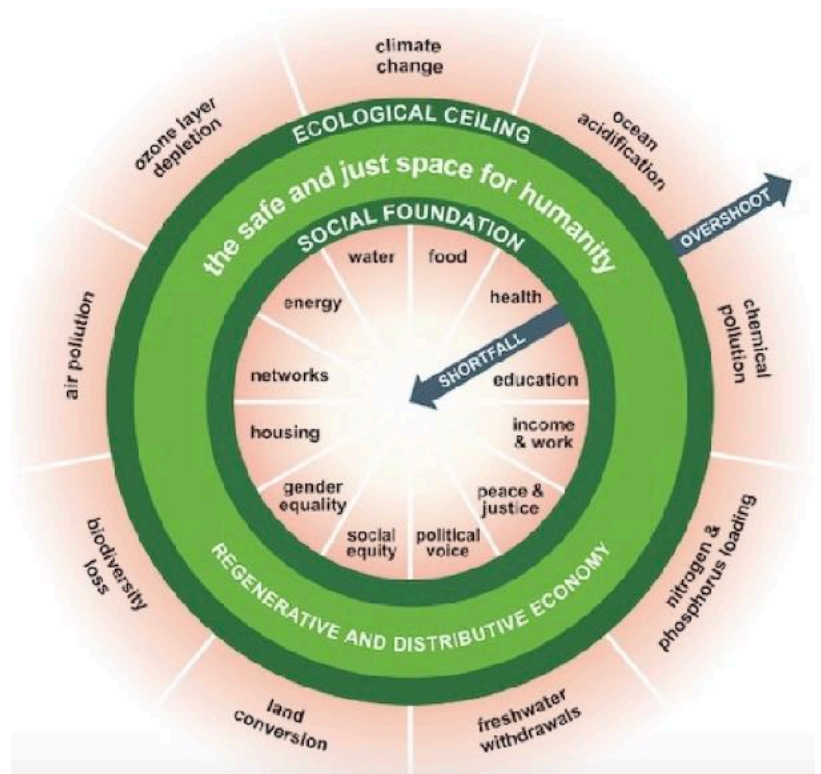 climate
change
ocean
acidification
chemical
pollution
nitrogen &
phosphorus loading
freshwater
withdrawals
land
conversion
biodiversity
loss
air pollution
ozone layer
depletion
OVERSHOOT
ECOLOGICAL CEILING
the safe and just space for humanity
SOCIAL FOUNDATION
water
food
health
SHORTFALL
education
income
& work
peace &
justice
political
voice
social
equity
gender
equality
housing
networks
energy
REGENERATIVE AND DISTRIBUTIVE ECONOMY